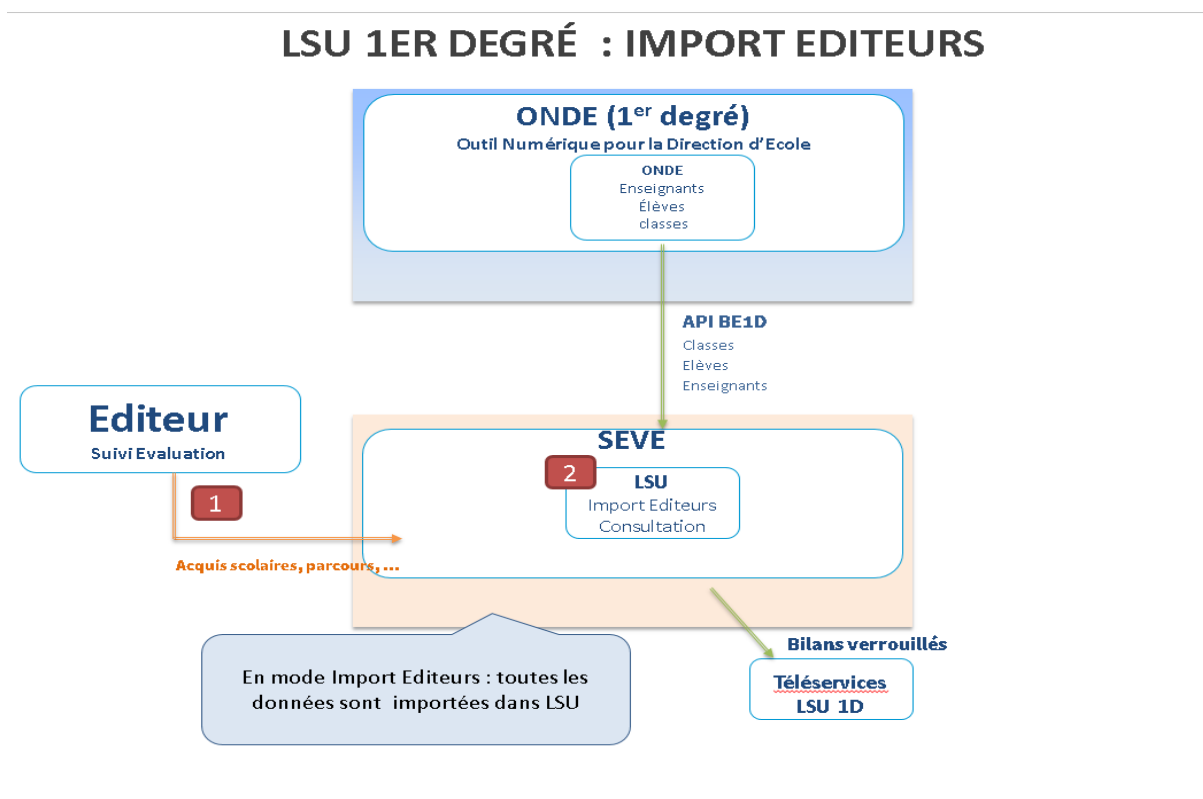 LSU 1ER DEGRÉ : IMPORT EDITEURS
ONDE (1er degré)
Outil Numérique pour la Direction d'Ecole
ONDE
Enseignants
Élèves
classes
API BE1D
Classes
Elèves
Enseignants
Editeur
Suivi Evaluation
1
Acquis scolaires, parcours, ...
SEVE
2
LSU
Import Editeurs
Consultation
En mode Import Editeurs : toutes les
données sont importées dans LSU
Bilans verrouillés
Téléservices
LSU 1D